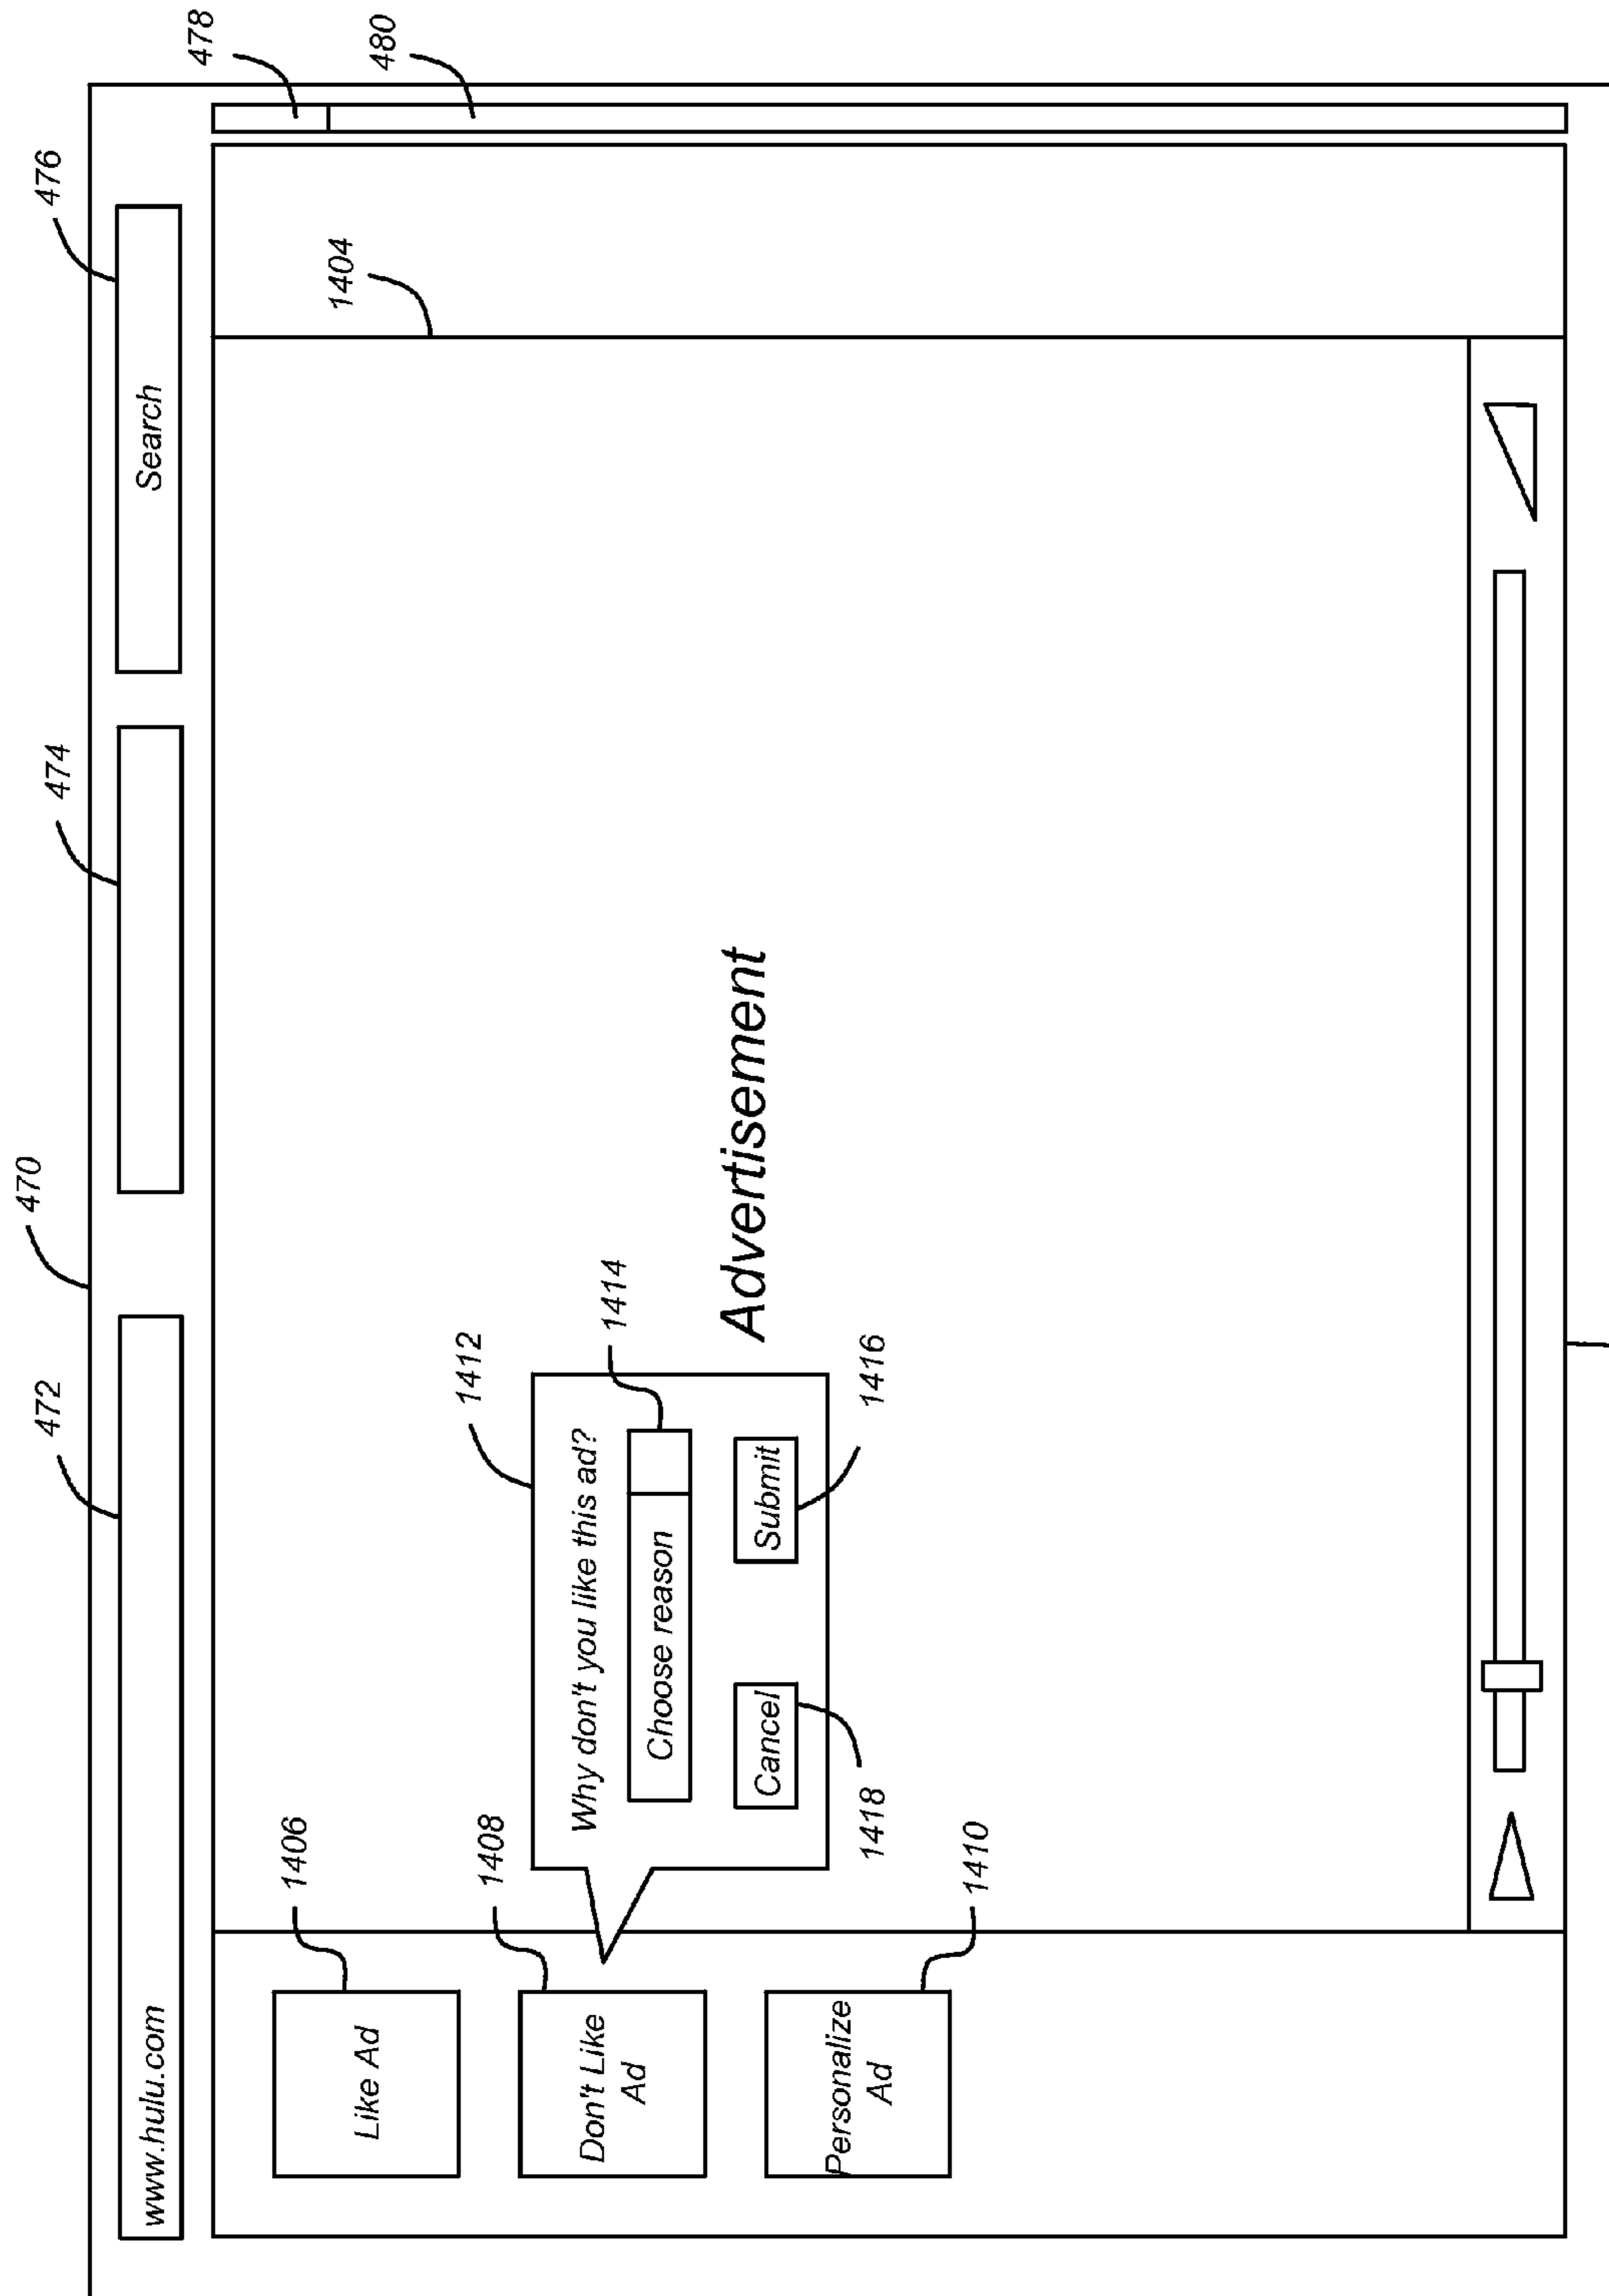 470
472
474
476
478
www.hulu.com
Search
480
1404
1406
Like Ad
1412
Why don't you like this ad?
1414
Choose reason
1408
Don't Like
Ad
Cancel
Submit
Advertisement
1418
1416
1410
Personalize
Ad